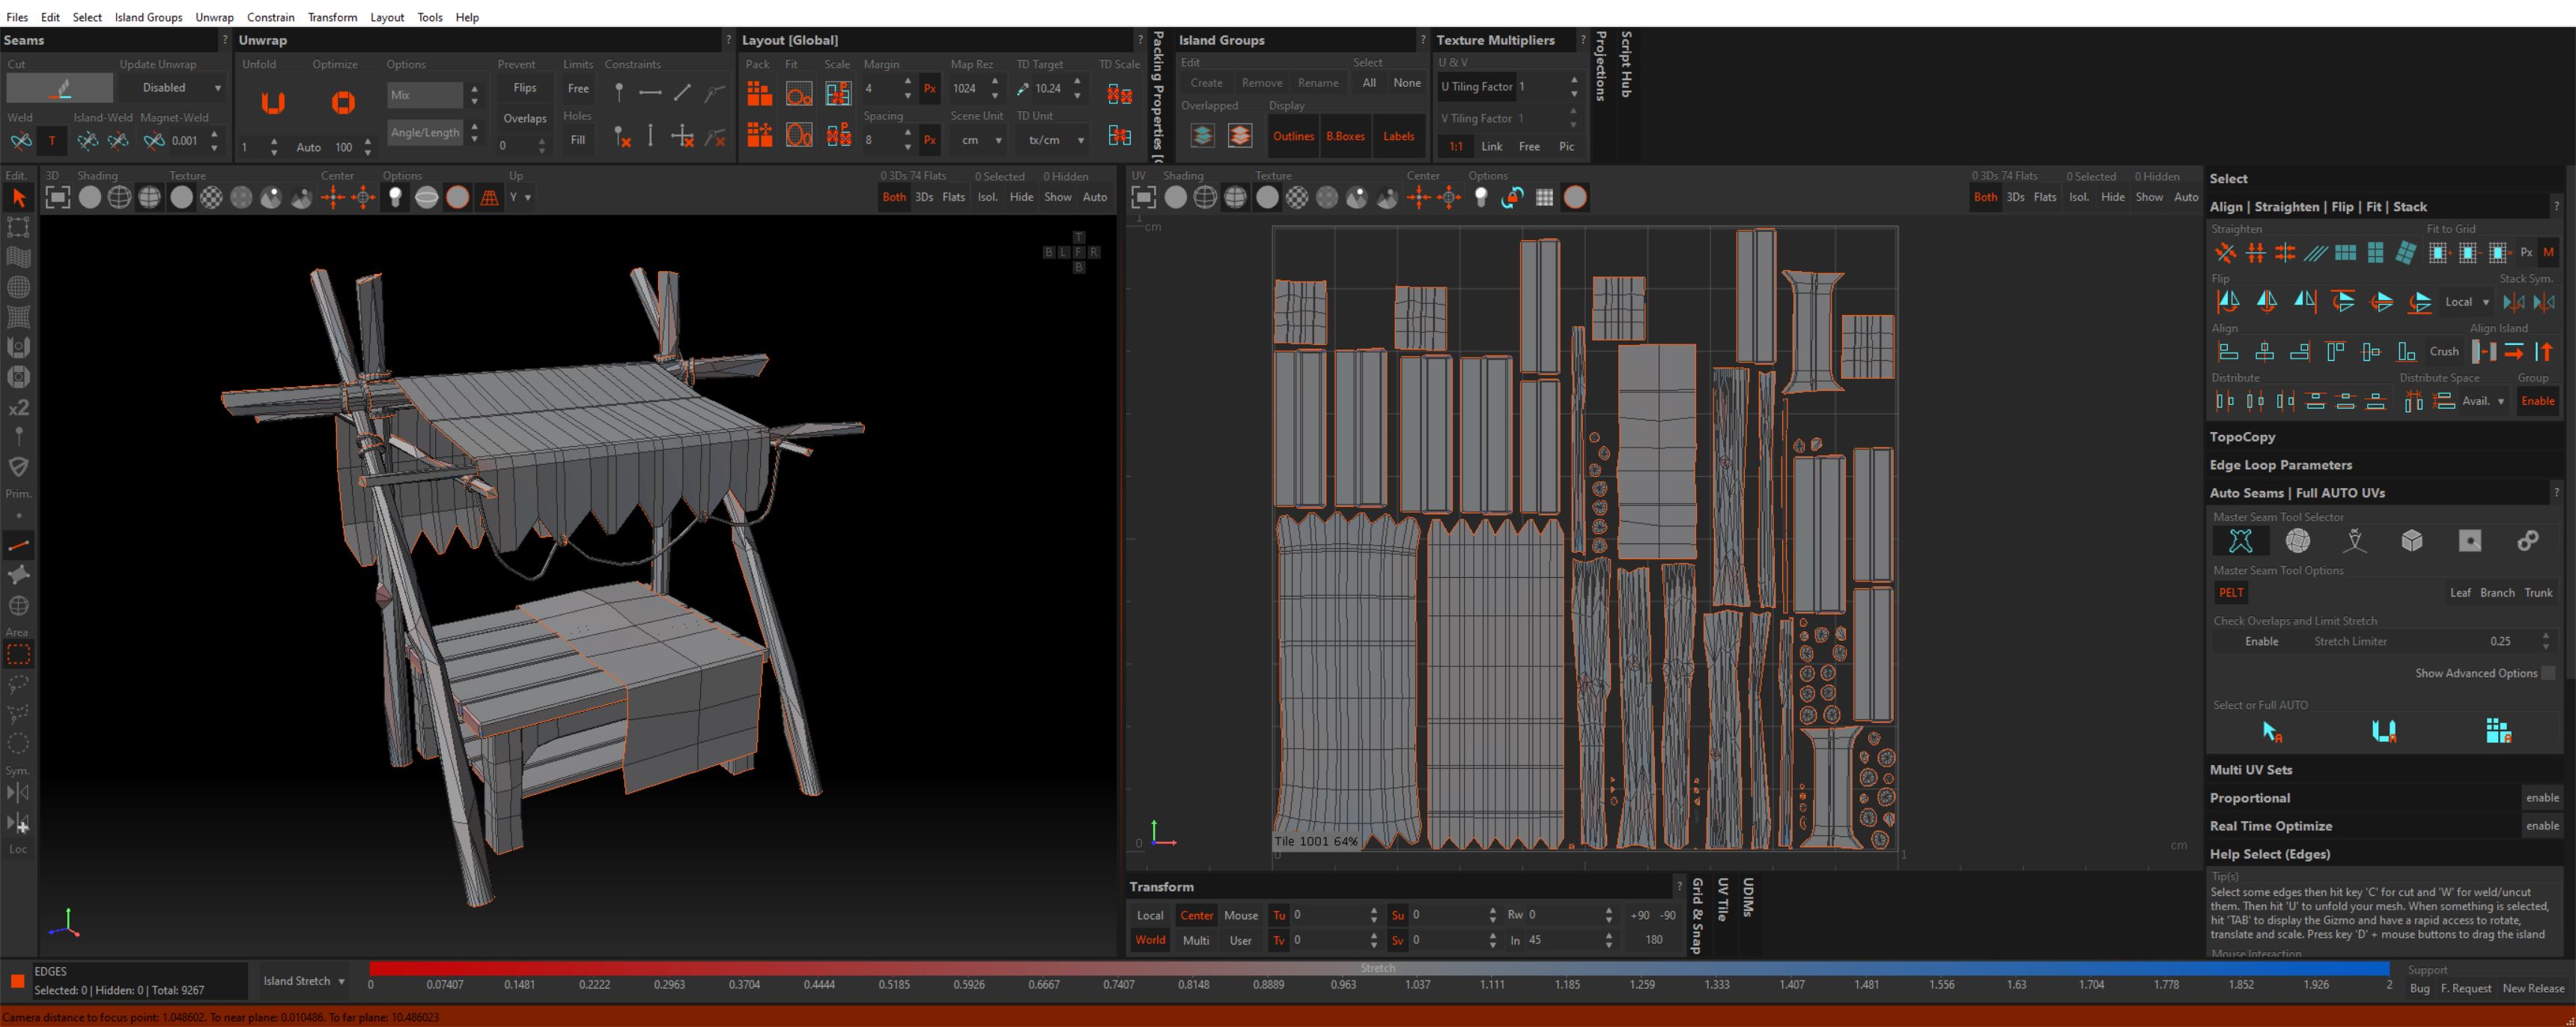 Files Edit Select Island Groups Unwrap Constrain Transform Layout Tools Help
Seams ? Unwrap ? Layout [Global] ? Island Groups ? Texture Multipliers ?
Packing Properties [
Projections
Script Hub
Cut Update Unwrap Unfold Optimize Options Prevent Limits Constraints Pack Fit Scale Margin Map Rez TD Target TD Scale Edit Select U & V
Disabled Mix Flips Free 4 Px 1024 10.24 Create Remove Rename All None U Tiling Factor 1
Weld Island-Weld Magnet-Weld Overlaps Holes Spacing Scene Unit TD Unit Overlapped Display V Tiling Factor 1
T 0.001 1 Auto 100 Angle/Length 0 Fill 8 Px cm tx/cm Outlines B.Boxes Labels 1:1 Link Free Pic
Edit. 3D Shading Texture Center Options Up 0 3Ds 74 Flats 0 Selected 0 Hidden
Y Both 3Ds Flats Isol. Hide Show Auto
UV Shading Texture Center Options 0 3Ds 74 Flats 0 Selected 0 Hidden
Both 3Ds Flats Isol. Hide Show Auto
x2
Prim.
Area
Sym.
Loc
T
B L F R
B
1
cm
Tile 1001 64%
0
0
1
cm
Select
Align | Straighten | Flip | Fit | Stack ?
Straighten Fit to Grid
Px M
Flip Stack Sym.
Local
Align Align Island
Crush
Distribute Distribute Space Group
Avail. Enable
TopoCopy
Edge Loop Parameters
Auto Seams | Full AUTO UVs ?
Master Seam Tool Selector
Master Seam Tool Options
PELT Leaf Branch Trunk
Check Overlaps and Limit Stretch
Enable Stretch Limiter 0.25
Show Advanced Options
Select or Full AUTO
Multi UV Sets
Proportional enable
Real Time Optimize enable
Help Select (Edges)
Tip(s)
Select some edges then hit key 'C' for cut and 'W' for weld/uncut
them. Then hit 'U' to unfold your mesh. When something is selected,
hit 'TAB' to display the Gizmo and have a rapid access to rotate,
translate and scale. Press key 'D' + mouse buttons to drag the island
Mouse Interaction
Transform ?
Local Center Mouse Tu 0 Su 0 Rw 0 +90 -90
World Multi User Tv 0 Sv 0 In 45 180
Grid & Snap
UV Tile
UDIMs
EDGES
Selected: 0 | Hidden: 0 | Total: 9267
Island Stretch
Stretch
0 0.07407 0.1481 0.2222 0.2963 0.3704 0.4444 0.5185 0.5926 0.6667 0.7407 0.8148 0.8889 0.963 1.037 1.111 1.185 1.259 1.333 1.407 1.481 1.556 1.63 1.704 1.778 1.852 1.926 2
Support
Bug F. Request New Release
Camera distance to focus point: 1.048602. To near plane: 0.010486. To far plane: 10.486023